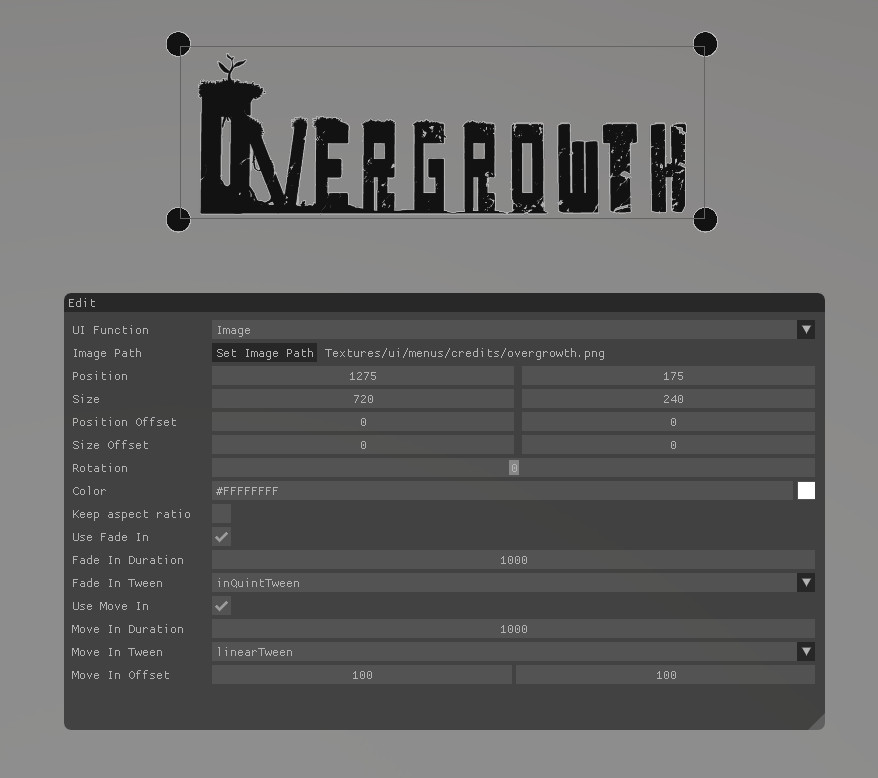 OVERGROWTH
Edit
UI Function Image
Image Path Set Image Path Textures/ui/menus/credits/overgrowth.png
Position 1275 175
Size 720 240
Position Offset 0 0
Size Offset 0 0
Rotation 0
Color #FFFFFFFF
Keep aspect ratio
Use Fade In
Fade In Duration 1000
Fade In Tween inQuintTween
Use Move In
Move In Duration 1000
Move In Tween linearTween
Move In Offset 100 100